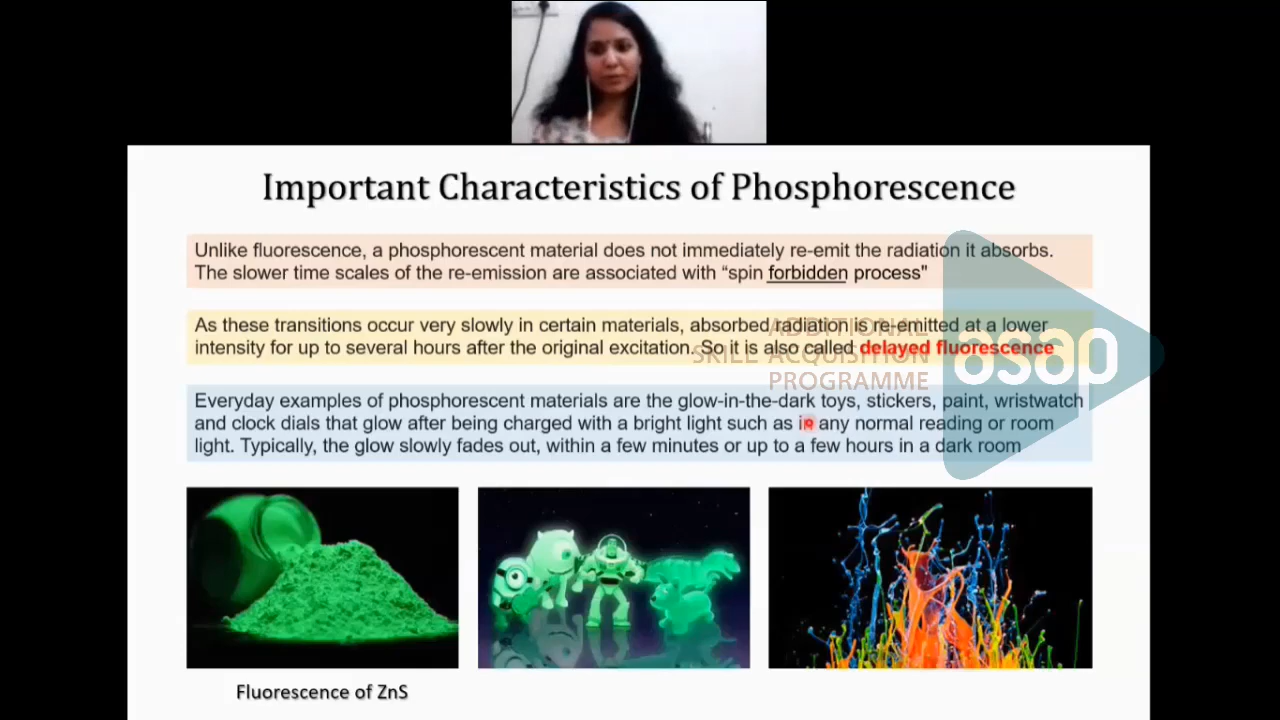 Important Characteristics of Phosphorescence
Unlike fluorescence, a phosphorescent material does not immediately re-emit the radiation it absorbs.
The slower time scales of the re-emission are associated with “spin forbidden process"
As these transitions occur very slowly in certain materials, absorbed radiation is re-emitted at a lower
intensity for up to several hours after the original excitation. So it is also called delayed fluorescence
ADDITIONAL
SKILL ACQUISITION
PROGRAMME
asap
Everyday examples of phosphorescent materials are the glow-in-the-dark toys, stickers, paint, wristwatch
and clock dials that glow after being charged with a bright light such as in any normal reading or room
light. Typically, the glow slowly fades out, within a few minutes or up to a few hours in a dark room
Fluorescence of ZnS